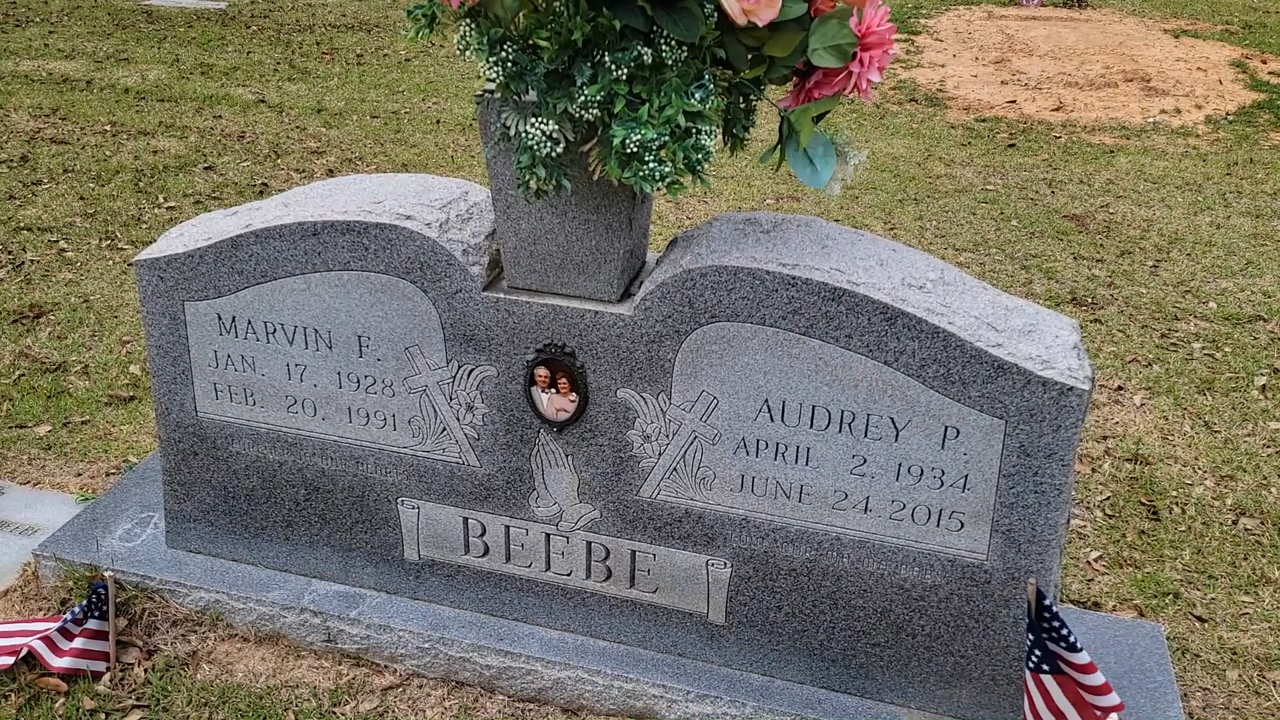 MARVIN F.
JAN. 17. 1928
FEB. 20. 1991
AUDREY P.
APRIL 2. 1934
JUNE 24. 2015
BEEBE